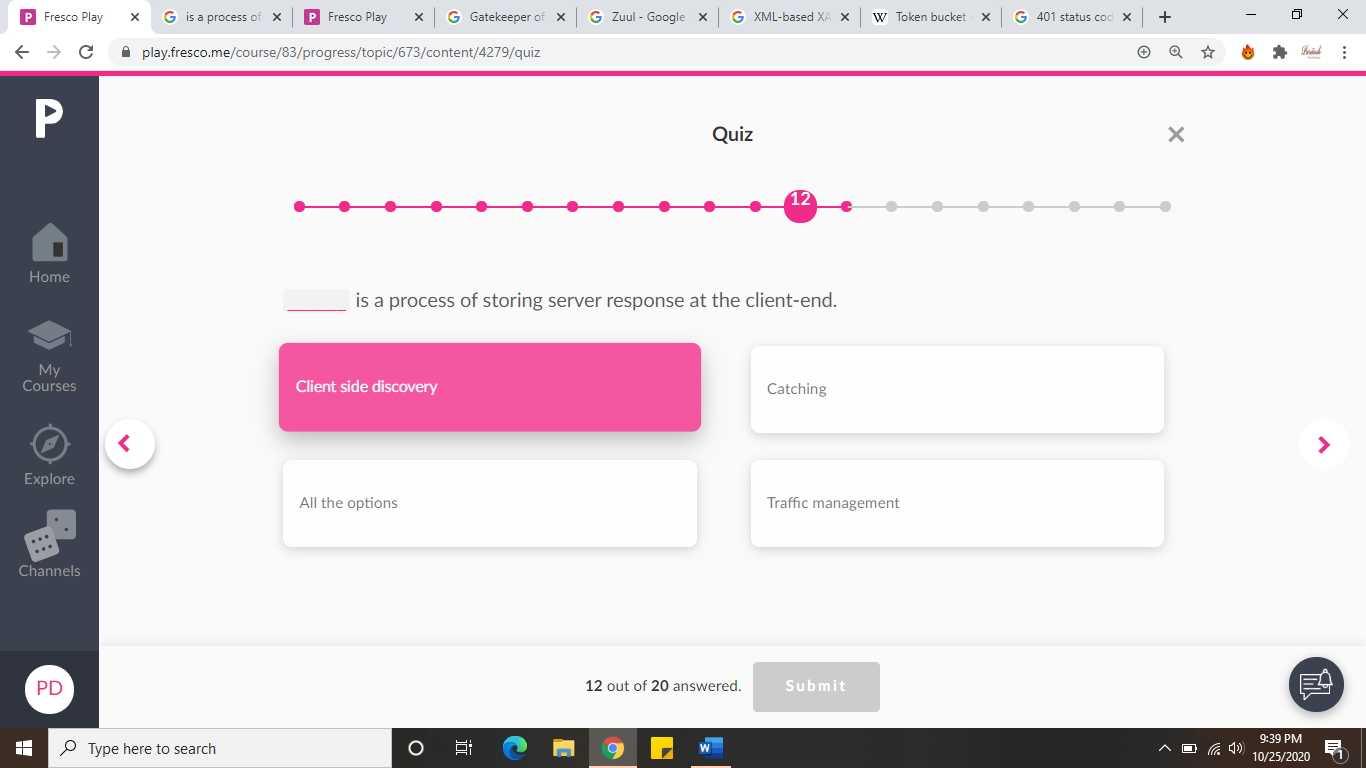 Fresco Play
is a process of
Fresco Play
Gatekeeper of
Zuul - Google
XML-based XA
Token bucket -
401 status cod
play.fresco.me/course/83/progress/topic/673/content/4279/quiz
Quiz
12
______ is a process of storing server response at the client-end.
Client side discovery
Catching
All the options
Traffic management
Home
My
Courses
Explore
Channels
PD
12 out of 20 answered.
Submit
Type here to search
9:39 PM
10/25/2020
1